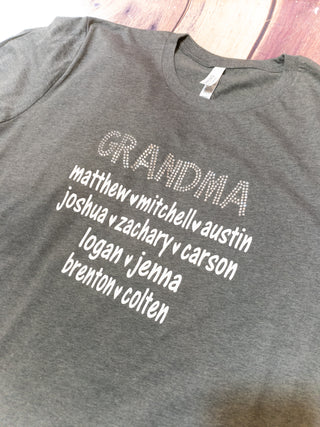 GRANDMA
matthew♥mitchell♥austin
joshua♥zachary♥carson
logan♥jenna
brenton♥colten